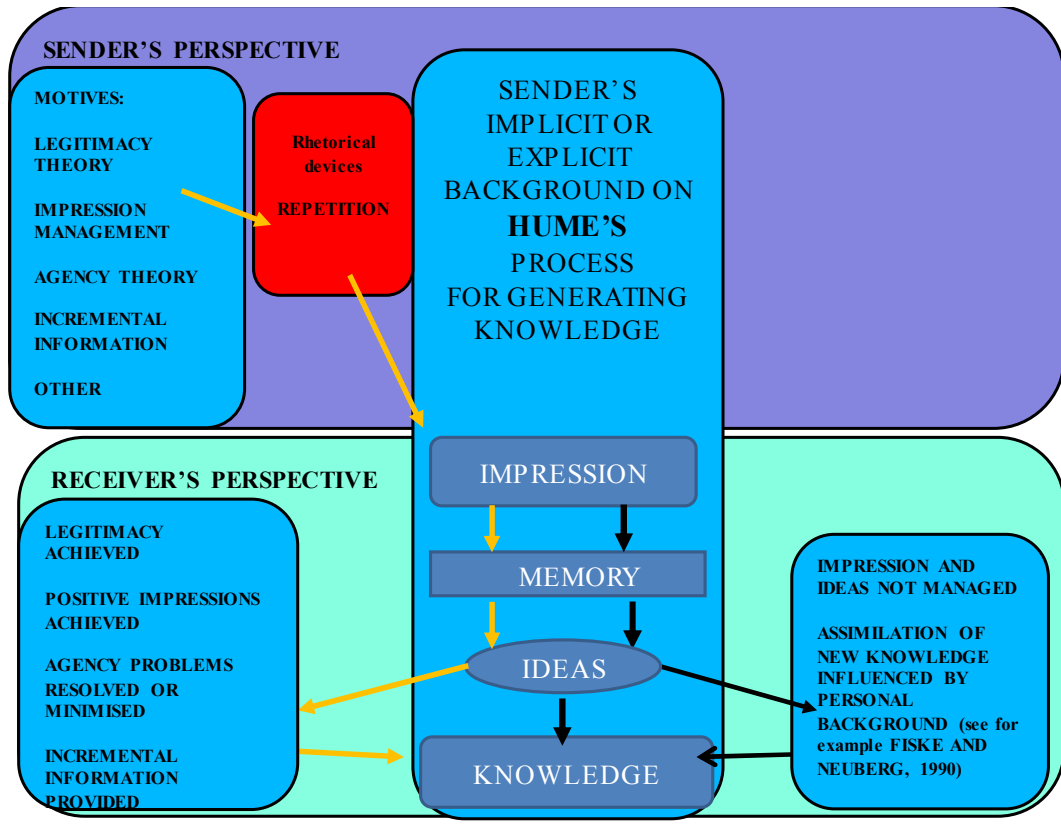 SENDER'S PERSPECTIVE
MOTIVES:
LEGITIMACY
THEORY
IMPRESSION
MANAGEMENT
AGENCY THEORY
INCREMENTAL
INFORMATION
OTHER
Rhetorical
devices
REPETITION
SENDER'S
IMPLICIT OR
EXPLICIT
BACKGROUND ON
HUME'S
PROCESS
FOR GENERATING
KNOWLEDGE
RECEIVER'S PERSPECTIVE
LEGITIMACY
ACHIEVED
POSITIVE IMPRESSIONS
ACHIEVED
AGENCY PROBLEMS
RESOLVED OR
MINIMISED
INCREMENTAL
INFORMATION
PROVIDED
IMPRESSION
MEMORY
IDEAS
KNOWLEDGE
IMPRESSION AND
IDEAS NOT MANAGED
ASSIMILATION OF
NEW KNOWLEDGE
INFLUENCED BY
PERSONAL
BACKGROUND (see for
example FISKE AND
NEUBERG, 1990)